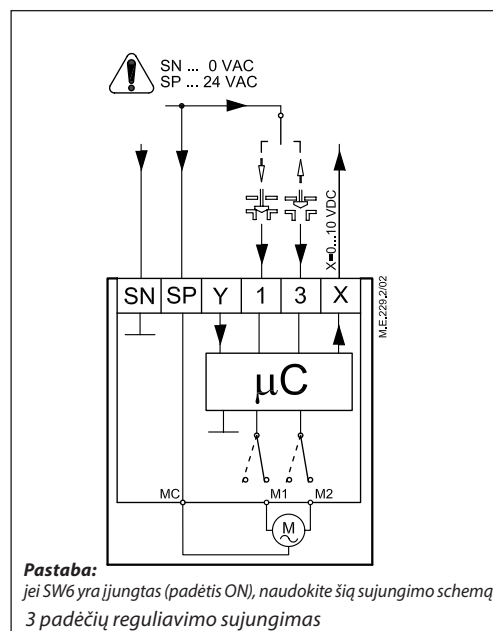 SN ... 0 VAC
SP ... 24 VAC
X=0...10 VDC
SN SP Y 1 3 X
M.E.229.2/02
μC
MC M1 M2
M
Pastaba:
jei SW6 yra įjungtas (padėtis ON), naudokite šią sujungimo schemą
3 padėčių reguliavimo sujungimas